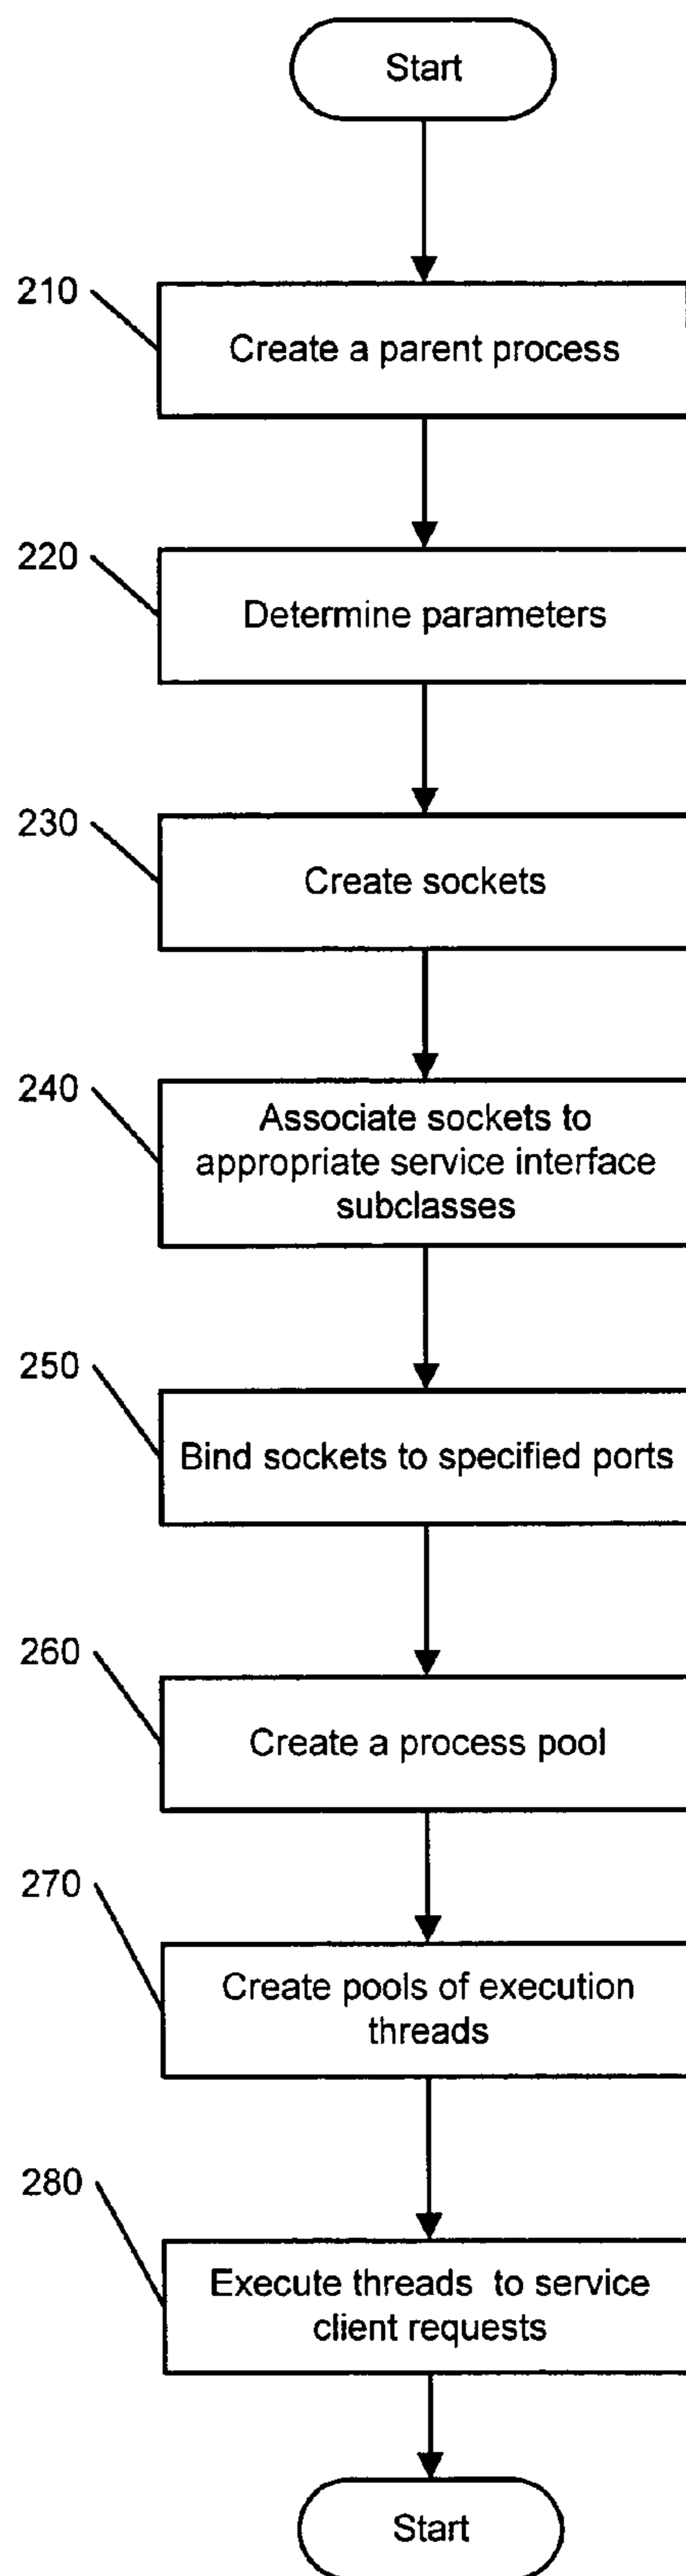 Start
210
Create a parent process
220
Determine parameters
230
Create sockets
240
Associate sockets to
appropriate service interface
subclasses
250
Bind sockets to specified ports
260
Create a process pool
270
Create pools of execution
threads
280
Execute threads to service
client requests
Start